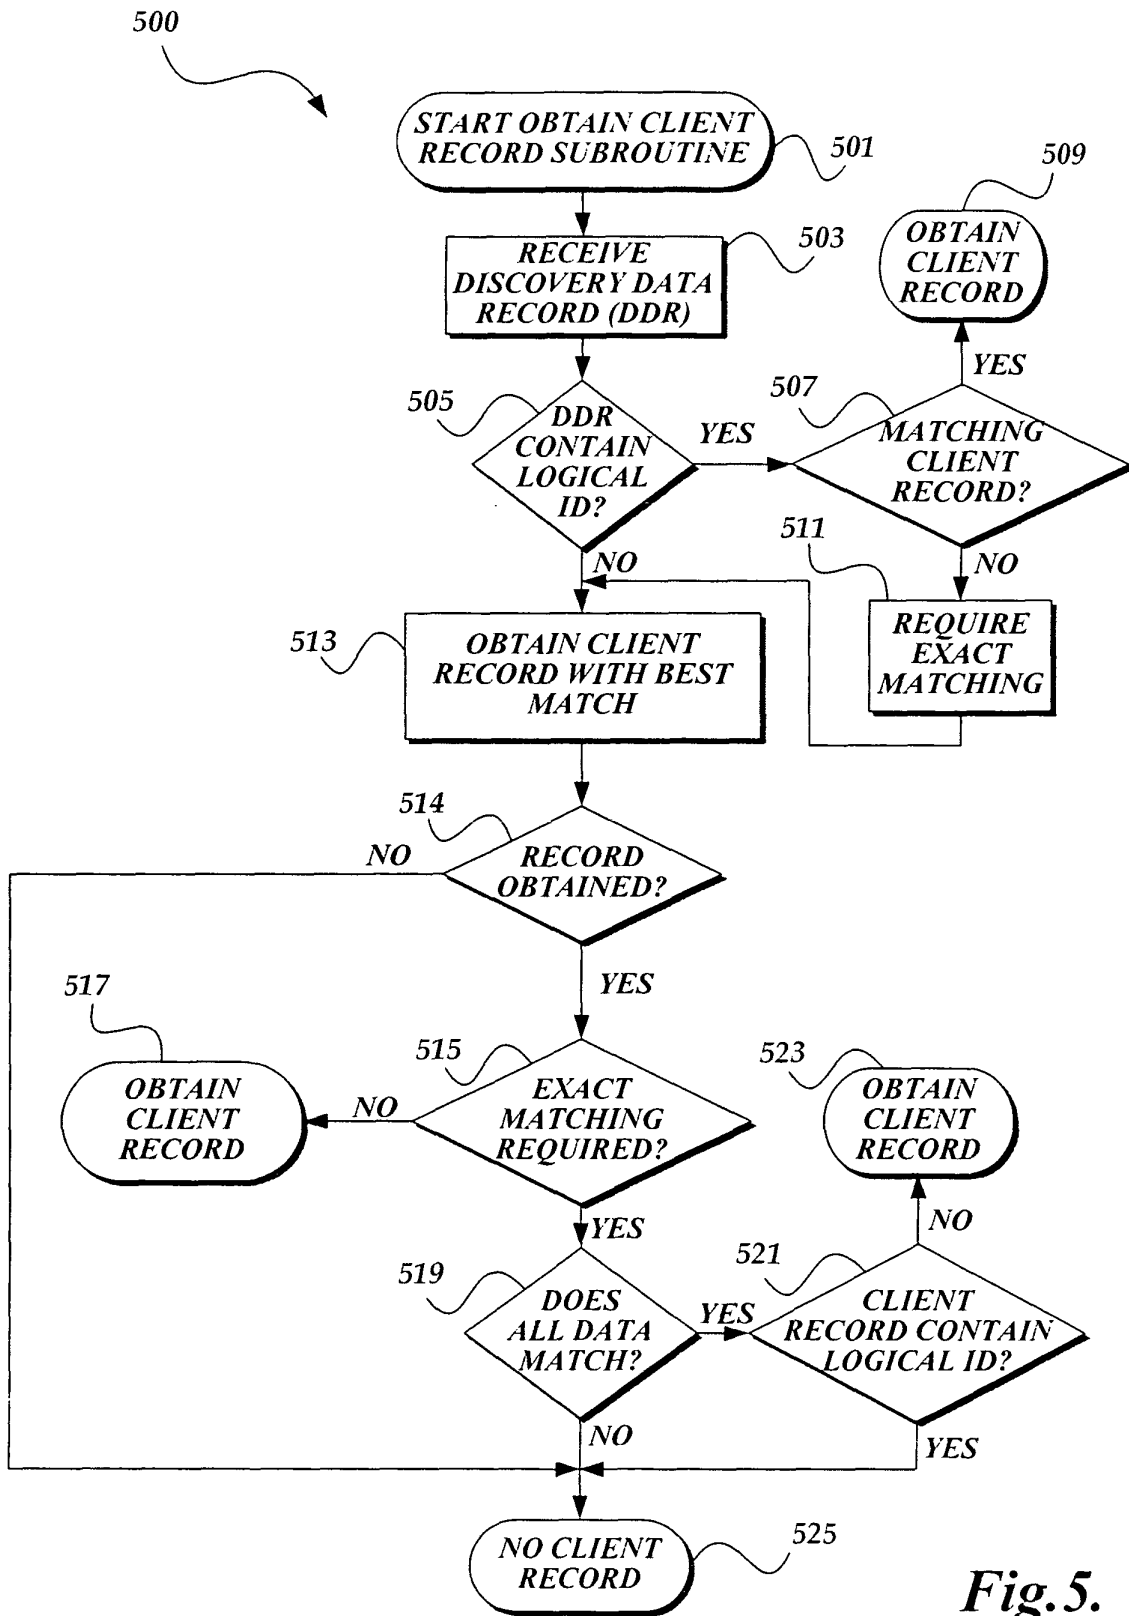 500
START OBTAIN CLIENT
RECORD SUBROUTINE
501
509
OBTAIN
CLIENT
RECORD
503
RECEIVE
DISCOVERY DATA
RECORD (DDR)
YES
505
DDR
CONTAIN
LOGICAL
ID?
YES
507
MATCHING
CLIENT
RECORD?
NO
511
NO
REQUIRE
EXACT
MATCHING
513
OBTAIN CLIENT
RECORD WITH BEST
MATCH
514
NO
RECORD
OBTAINED?
YES
517
OBTAIN
CLIENT
RECORD
NO
515
EXACT
MATCHING
REQUIRED?
523
OBTAIN
CLIENT
RECORD
YES
NO
519
DOES
ALL DATA
MATCH?
YES
521
CLIENT
RECORD CONTAIN
LOGICAL ID?
NO
YES
NO CLIENT
RECORD
525
Fig.5.